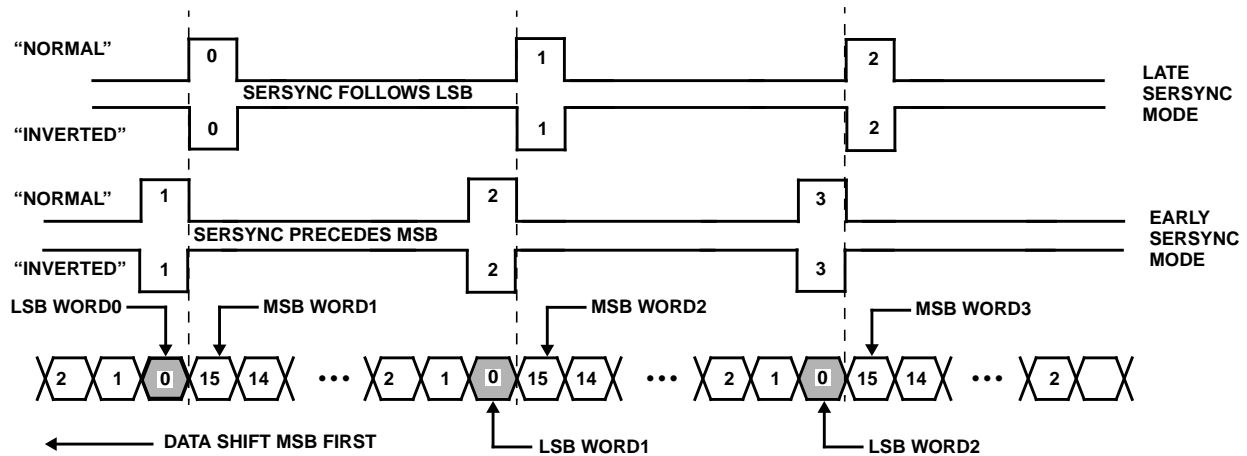 “NORMAL” 0 1 2
SERSYNC FOLLOWS LSB
“INVERTED” 0 1 2
LATE
SERSYNC
MODE
“NORMAL” 1 2 3
SERSYNC PRECEDES MSB
“INVERTED” 1 2 3
EARLY
SERSYNC
MODE
LSB WORD0 MSB WORD1 MSB WORD2 MSB WORD3
2 1 0 15 14 ••• 2 1 0 15 14 ••• 2 1 0 15 14 ••• 2
DATA SHIFT MSB FIRST LSB WORD1 LSB WORD2